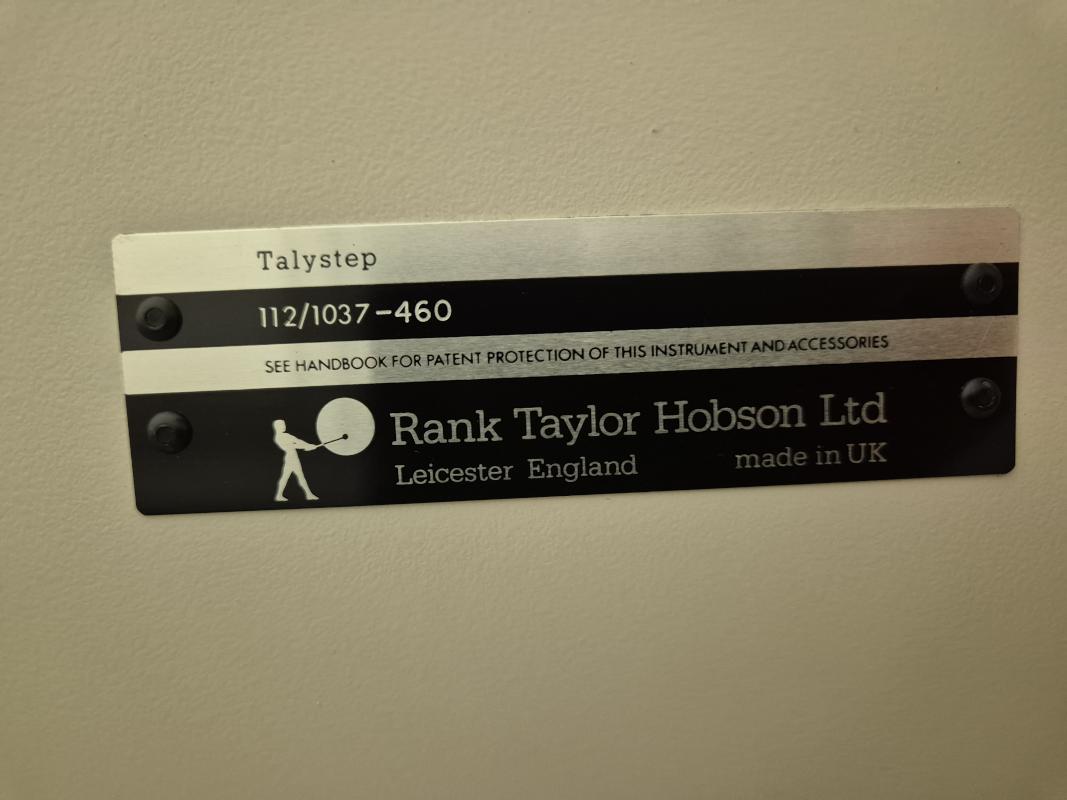 Talystep
112/1037-460
SEE HANDBOOK FOR PATENT PROTECTION OF THIS INSTRUMENT AND ACCESSORIES
Rank Taylor Hobson Ltd
Leicester England made in UK